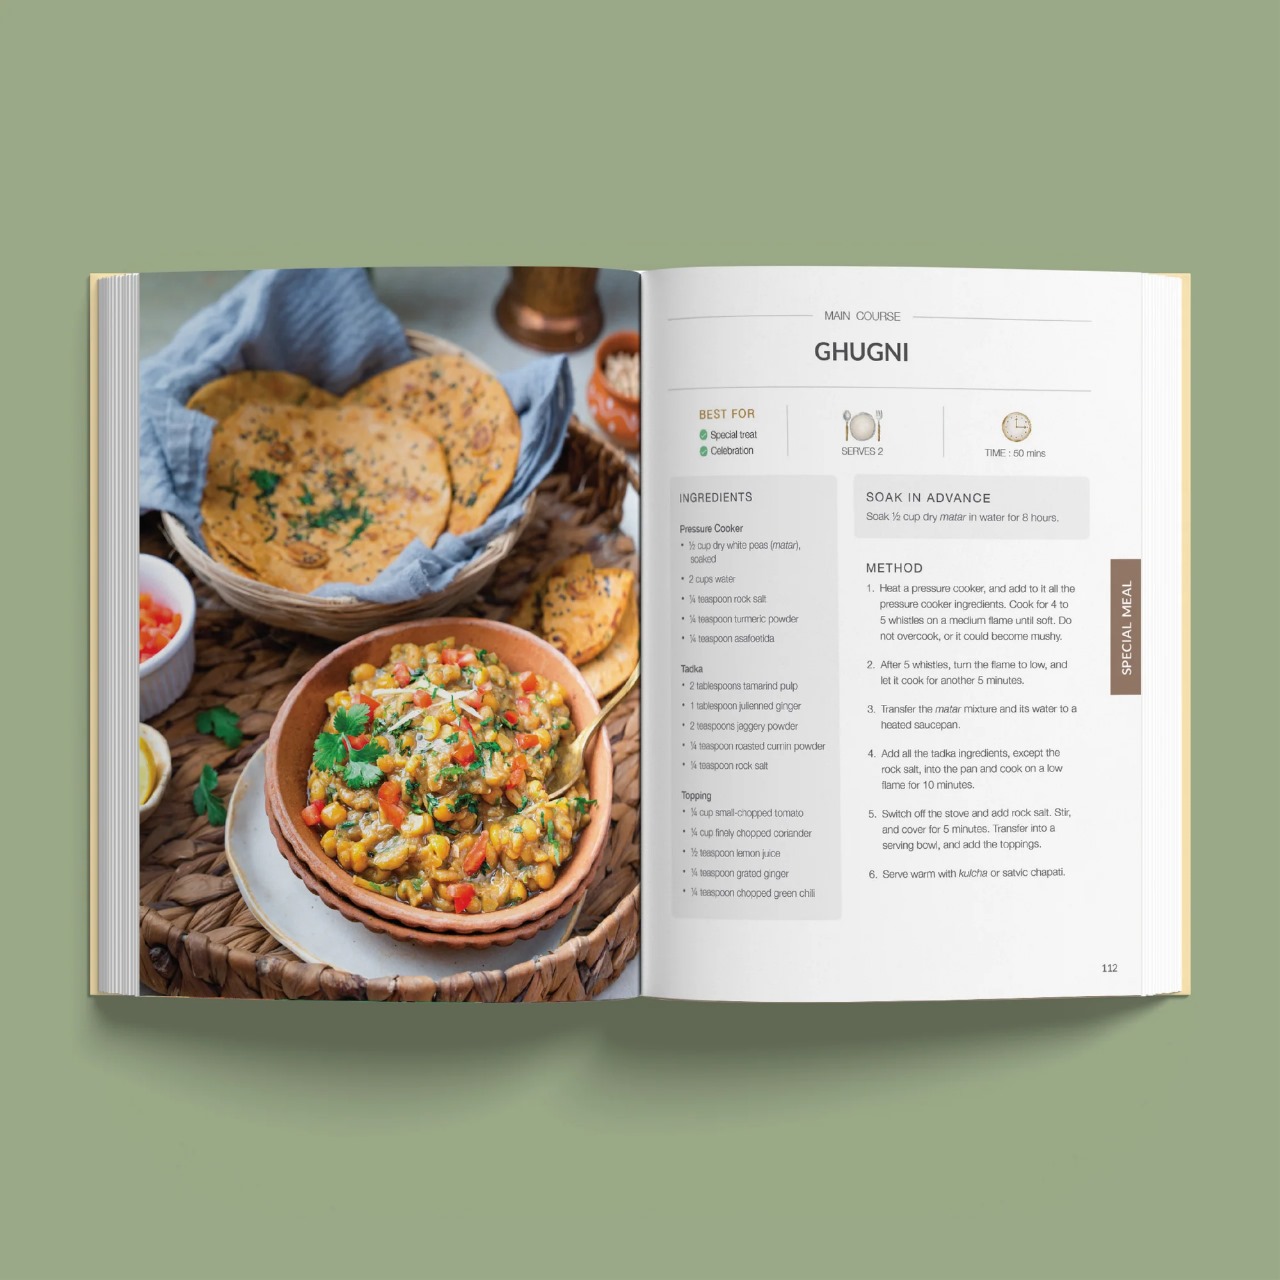 MAIN COURSE
GHUGNI
BEST FOR
Special treat
Celebration
SERVES 2
TIME : 50 mins
INGREDIENTS
Pressure Cooker
• ½ cup dry white peas (matar),
soaked
• 2 cups water
• ¼ teaspoon rock salt
• ¼ teaspoon turmeric powder
• ¼ teaspoon asafoetida
Tadka
• 2 tablespoons tamarind pulp
• 1 tablespoon julienned ginger
• 2 teaspoons jaggery powder
• ¼ teaspoon roasted cumin powder
• ¼ teaspoon rock salt
Topping
• ¼ cup small-chopped tomato
• ¼ cup finely chopped coriander
• ½ teaspoon lemon juice
• ¼ teaspoon grated ginger
• ¼ teaspoon chopped green chili
SOAK IN ADVANCE
Soak ½ cup dry matar in water for 8 hours.
METHOD
1. Heat a pressure cooker, and add to it all the
pressure cooker ingredients. Cook for 4 to
5 whistles on a medium flame until soft. Do
not overcook, or it could become mushy.
2. After 5 whistles, turn the flame to low, and
let it cook for another 5 minutes.
3. Transfer the matar mixture and its water to a
heated saucepan.
4. Add all the tadka ingredients, except the
rock salt, into the pan and cook on a low
flame for 10 minutes.
5. Switch off the stove and add rock salt. Stir,
and cover for 5 minutes. Transfer into a
serving bowl, and add the toppings.
6. Serve warm with kulcha or satvic chapati.
SPECIAL MEAL
112